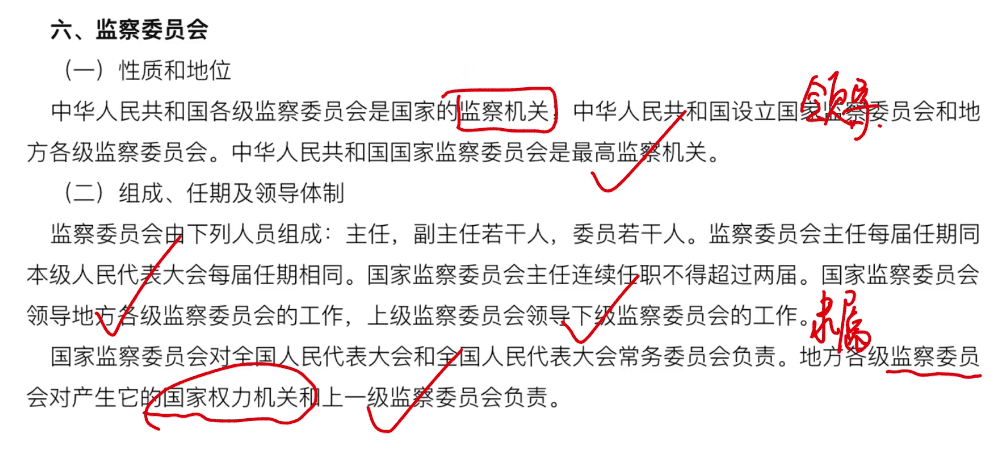 六、监察委员会
（一）性质和地位
中华人民共和国各级监察委员会是国家的监察机关，中华人民共和国设立国家监察委员会和地
方各级监察委员会。中华人民共和国国家监察委员会是最高监察机关。
领导
（二）组成、任期及领导体制
监察委员会由下列人员组成：主任，副主任若干人，委员若干人。监察委员会主任每届任期同
本级人民代表大会每届任期相同。国家监察委员会主任连续任职不得超过两届。国家监察委员会
领导地方各级监察委员会的工作，上级监察委员会领导下级监察委员会的工作。
国家监察委员会对全国人民代表大会和全国人民代表大会常务委员会负责。地方各级监察委员
会对产生它的国家权力机关和上一级监察委员会负责。